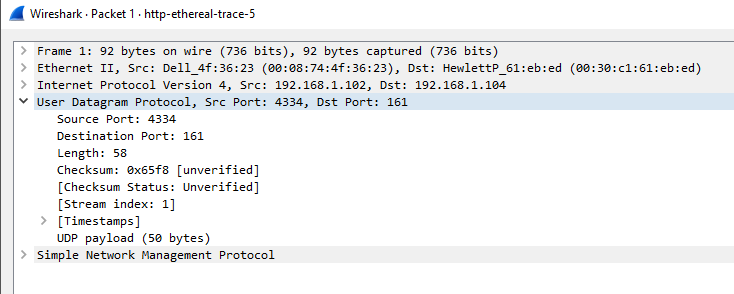 Wireshark · Packet 1 · http-ethereal-trace-5
Frame 1: 92 bytes on wire (736 bits), 92 bytes captured (736 bits)
Ethernet II, Src: Dell_4f:36:23 (00:08:74:4f:36:23), Dst: HewlettP_61:eb:ed (00:30:c1:61:eb:ed)
Internet Protocol Version 4, Src: 192.168.1.102, Dst: 192.168.1.104
User Datagram Protocol, Src Port: 4334, Dst Port: 161
Source Port: 4334
Destination Port: 161
Length: 58
Checksum: 0x65f8 [unverified]
[Checksum Status: Unverified]
[Stream index: 1]
[Timestamps]
UDP payload (50 bytes)
Simple Network Management Protocol